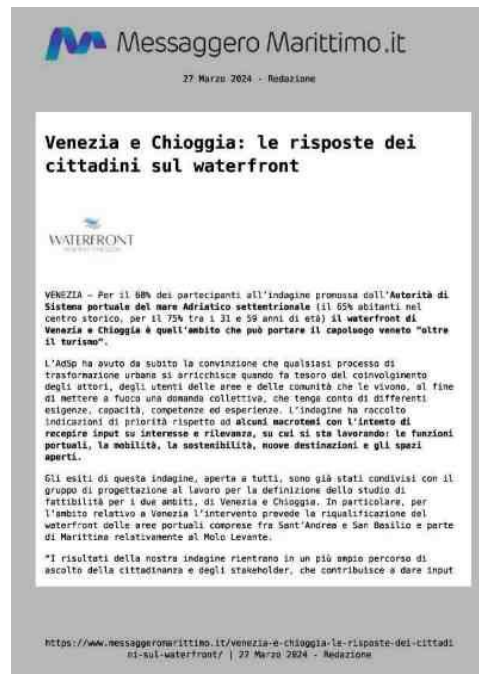 Messaggero Marittimo.it
27 Marzo 2024 - Redazione
Venezia e Chioggia: le risposte dei
cittadini sul waterfront
WATERFRONT
VENEZIA – Per il 68% dei partecipanti all'indagine promossa dall'Autorità di
Sistema portuale del mare Adriatico settentrionale (il 65% abitanti nel
centro storico, per il 75% tra i 31 e 59 anni di età) il waterfront di
Venezia e Chioggia è quell'ambito che può portare il capoluogo veneto "oltre
il turismo".
L'AdSp ha avuto da subito la convinzione che qualsiasi processo di
trasformazione urbana si arricchisce quando fa tesoro del coinvolgimento
degli attori, degli utenti delle aree e delle comunità che le vivono, al fine
di mettere a fuoco una domanda collettiva, che tenga conto di differenti
esigenze, capacità, competenze ed esperienze. L'indagine ha raccolto
indicazioni di priorità rispetto ad alcuni macrotemi con l'intento di
recepire input su interesse e rilevanza, su cui si sta lavorando: le funzioni
portuali, la mobilità, la sostenibilità, nuove destinazioni e gli spazi
aperti.
Gli esiti di questa indagine, aperta a tutti, sono già stati condivisi con il
gruppo di progettazione al lavoro per la definizione dello studio di
fattibilità per i due ambiti, di Venezia e Chioggia. In particolare, per
l'ambito relativo a Venezia l'intervento prevede la riqualificazione del
waterfront delle aree portuali comprese fra Sant'Andrea e San Basilio e parte
di Marittima relativamente al Molo Levante.
"I risultati della nostra indagine rientrano in un più ampio percorso di
ascolto della cittadinanza e degli stakeholder, che contribuisce a dare input
https://www.messaggeromarittimo.it/venezia-e-chioggia-le-risposte-dei-cittadi
ni-sul-waterfront/ | 27 Marzo 2024 - Redazione